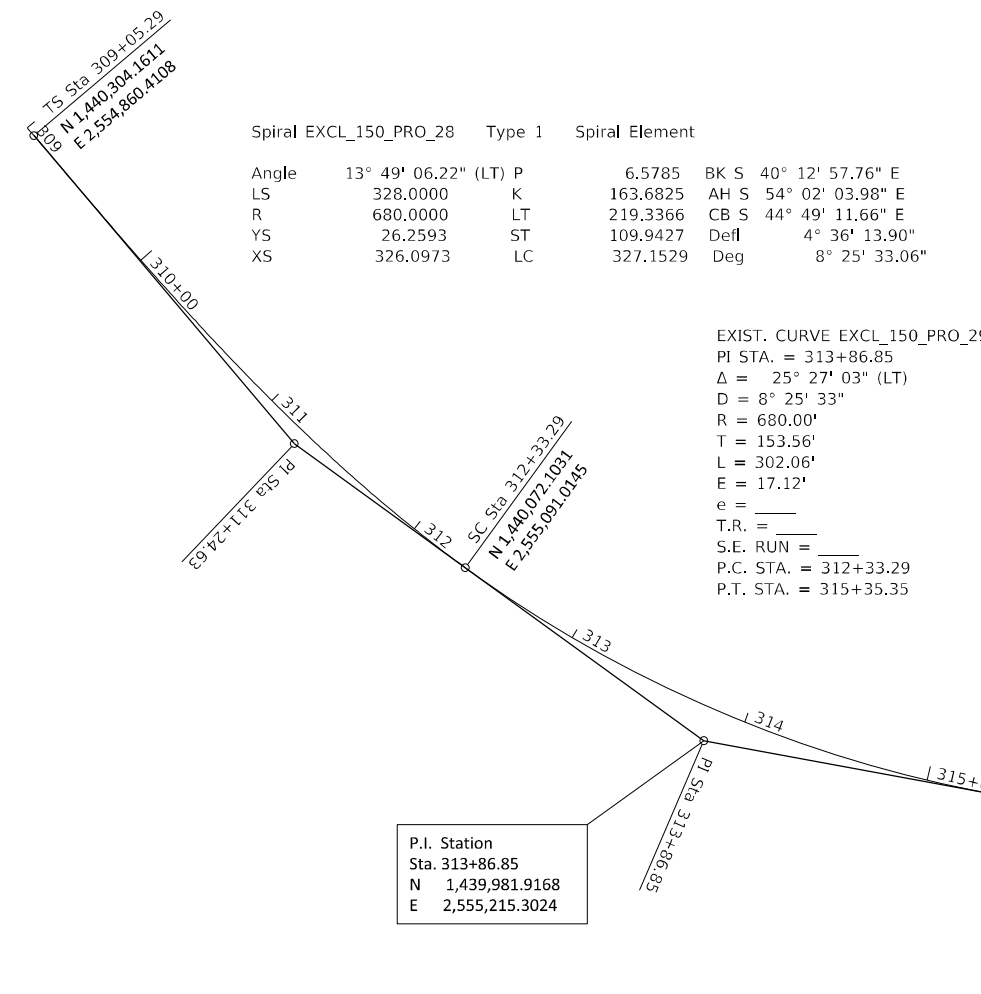 TS Sta 309+05.29
N 1,440,304.1611
E 2,554,860.4108
309
Spiral EXCL_150_PRO_28 Type 1 Spiral Element
Angle 13° 49' 06.22" (LT) P 6.5785 BK S 40° 12' 57.76" E
LS 328.0000 K 163.6825 AH S 54° 02' 03.98" E
R 680.0000 LT 219.3366 CB S 44° 49' 11.66" E
YS 26.2593 ST 109.9427 Defl 4° 36' 13.90"
XS 326.0973 LC 327.1529 Deg 8° 25' 33.06"
310+00
EXIST. CURVE EXCL_150_PRO_29
PI STA. = 313+86.85
Δ = 25° 27' 03" (LT)
D = 8° 25' 33"
R = 680.00'
T = 153.56'
L = 302.06'
E = 17.12'
e = ____
T.R. = ____
S.E. RUN = ____
P.C. STA. = 312+33.29
P.T. STA. = 315+35.35
311
PI Sta 311+24.63
SC Sta 312+33.29
N 1,440,072.1031
E 2,555,091.0145
312
313
314
315+
PI Sta 313+86.85
P.I. Station
Sta. 313+86.85
N 1,439,981.9168
E 2,555,215.3024